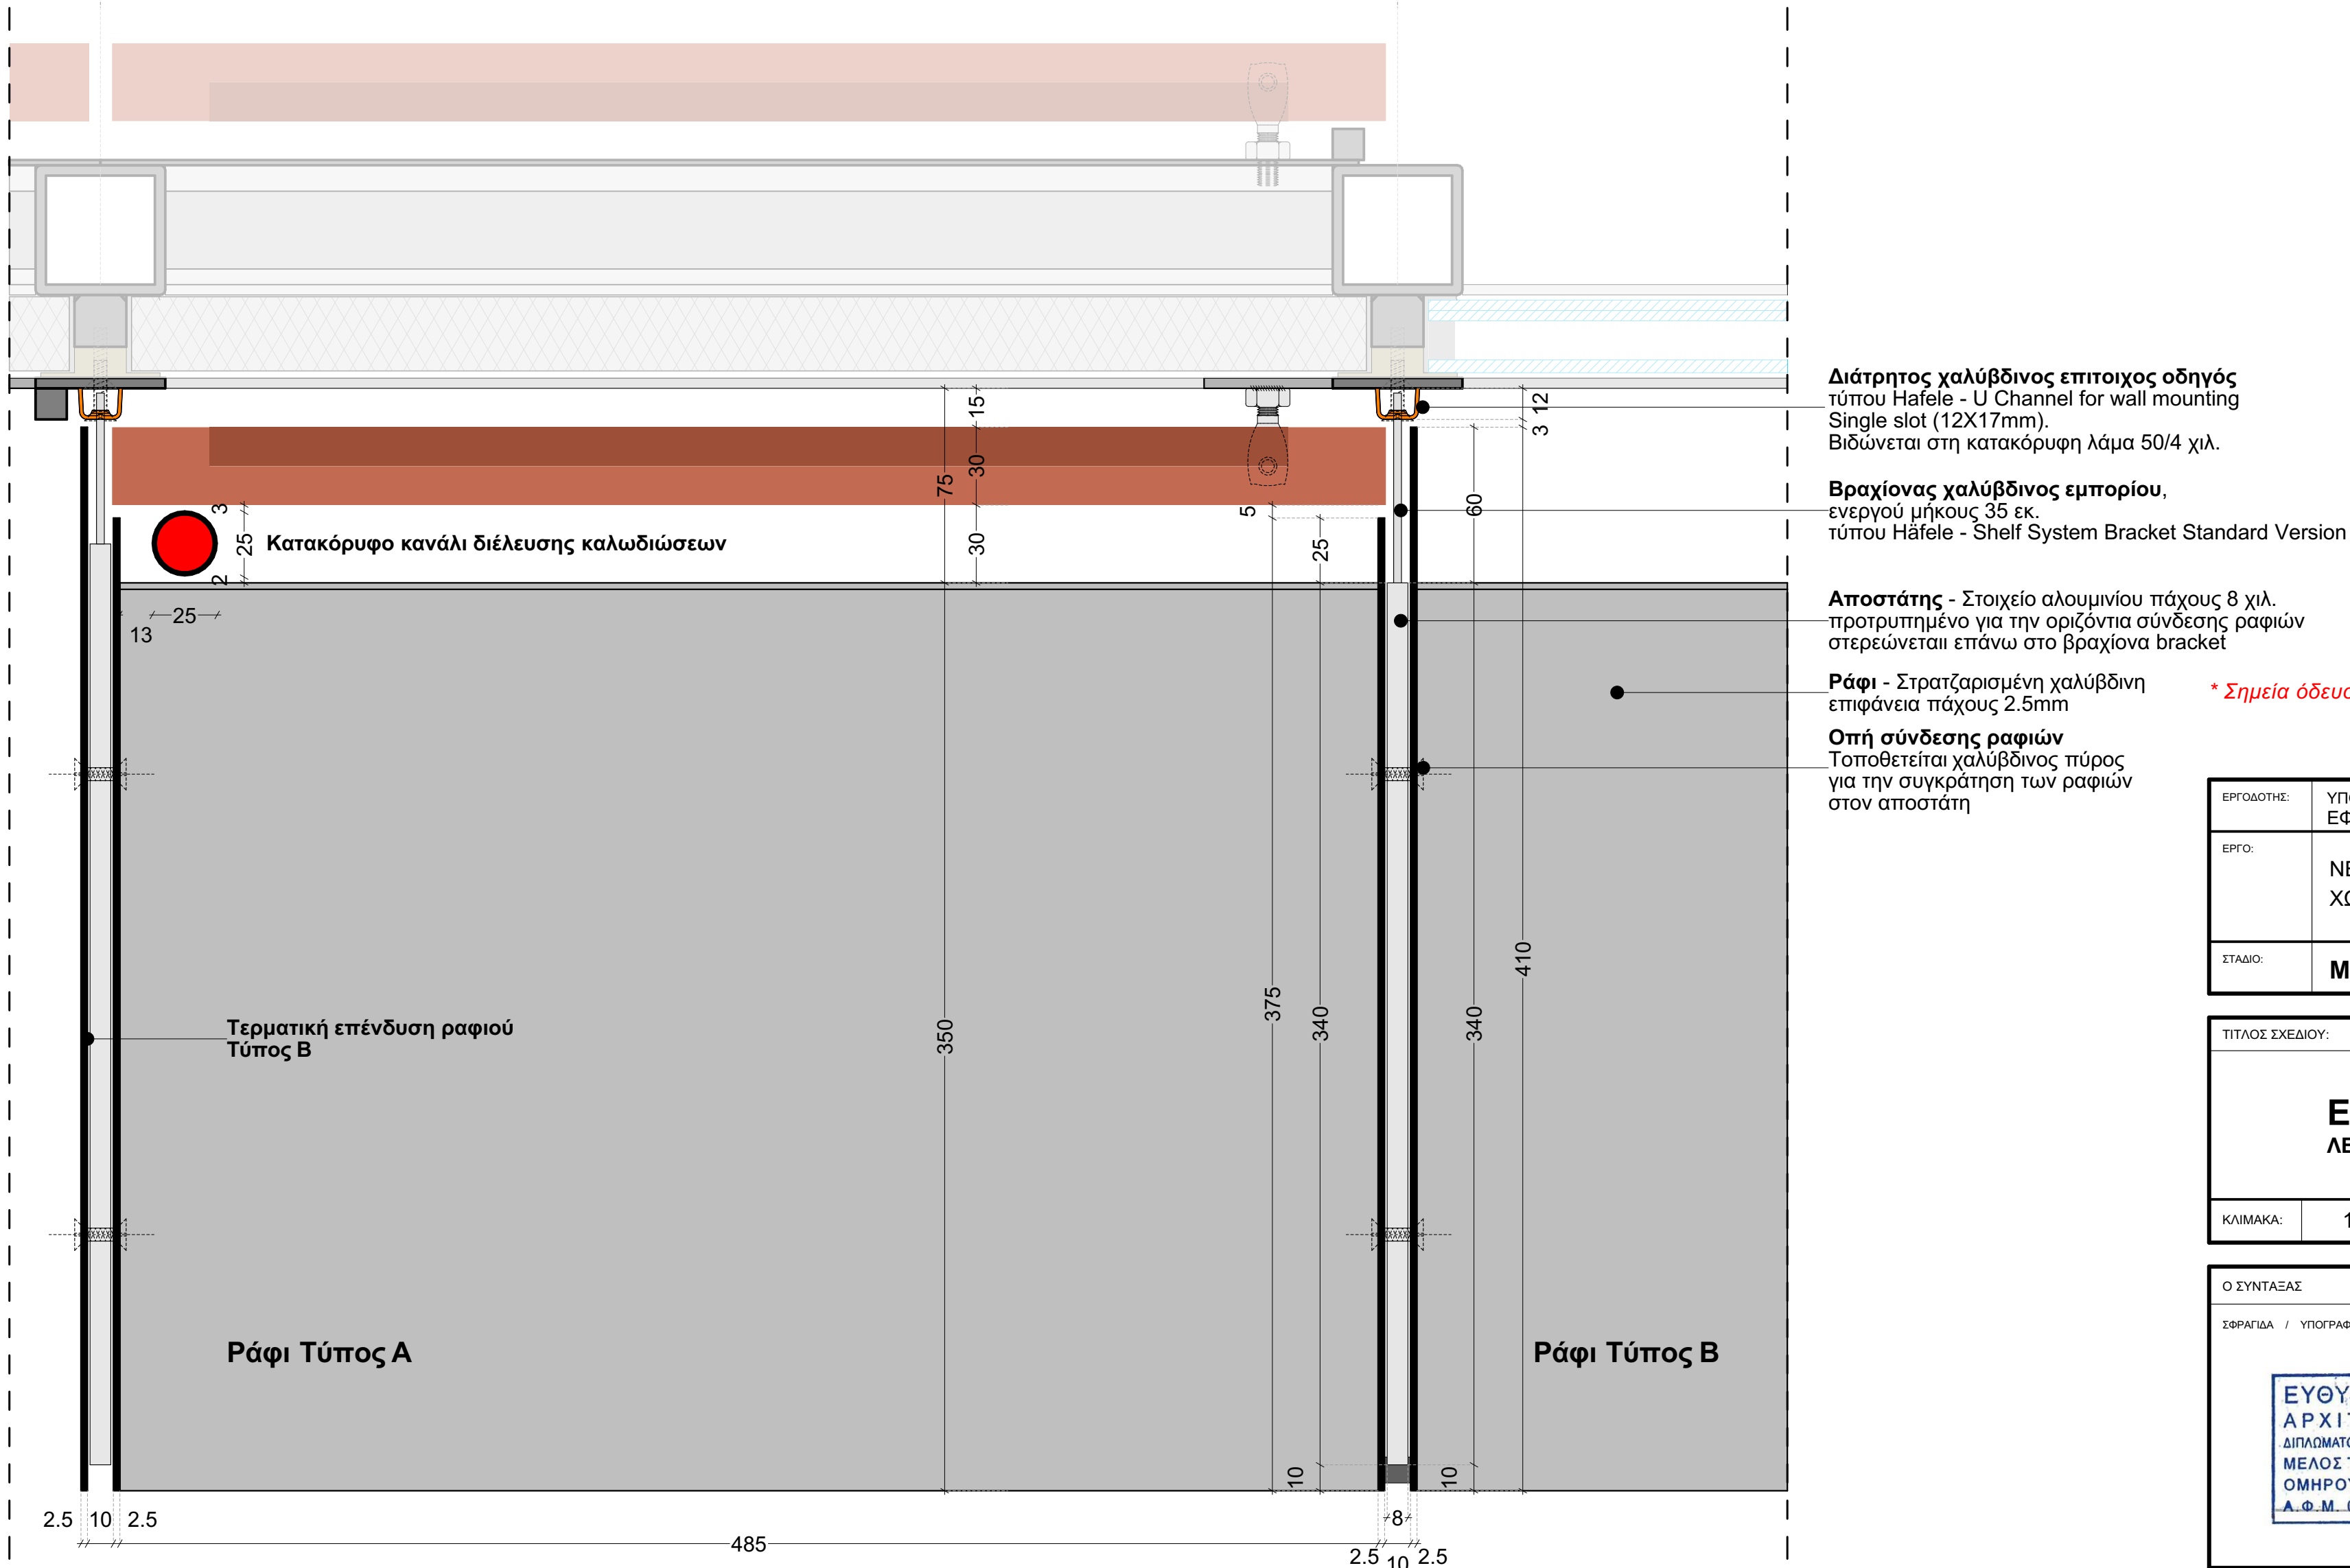 15
12
3
30
75
60
5
3
25
2
30
25
Διάτρητος χαλύβδινος επιτοιχος οδηγός
τύπου Hafele - U Channel for wall mounting
Single slot (12X17mm).
Βιδώνεται στη κατακόρυφη λάμα 50/4 χιλ.
Βραχίονας χαλύβδινος εμπορίου,
ενεργού μήκους 35 εκ.
τύπου Häfele - Shelf System Bracket Standard Version
Κατακόρυφο κανάλι διέλευσης καλωδιώσεων
25
13
Αποστάτης - Στοιχείο αλουμινίου πάχους 8 χιλ.
προτρυπημένο για την οριζόντια σύνδεσης ραφιών
στερεώνεταιι επάνω στο βραχίονα bracket
Ράφι - Στρατζαρισμένη χαλύβδινη
επιφάνεια πάχους 2.5mm
* Σημεία
Οπή σύνδεσης ραφιών
Τοποθετείται χαλύβδινος πύρος
για την συγκράτηση των ραφιών
στον αποστάτη
ΕΡΓΟΔΟΤΗΣ:
ΕΡΓΟ:
ΣΤΑΔΙΟ:
410
375
350
340
340
Τερματική επένδυση ραφιού
Τύπος Β
ΤΙΤΛΟΣ ΣΧΕΔΙΟΥ:
ΚΛΙΜΑΚΑ:
1
Ο ΣΥΝΤΑΞΑΣ
ΣΦΡΑΓΙΔΑ /
Ράφι Τύπος Α
Ράφι Τύπος Β
ΜΕΛΟΣ
Α.Φ.Μ.
10
10
2.5 10 2.5
8
485
2.5 10 2.5